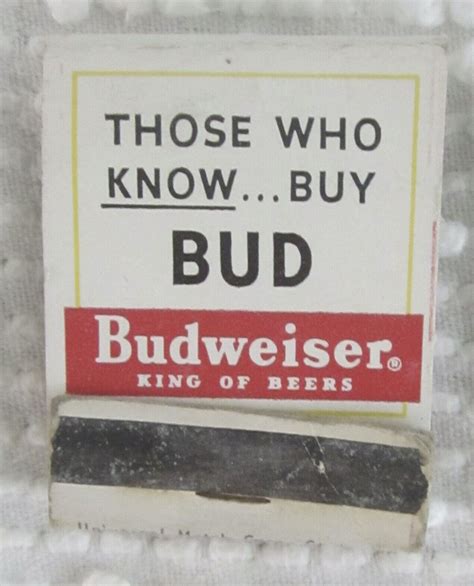 THOSE WHO
KNOW...BUY
BUD
Budweiser®
KING OF BEERS